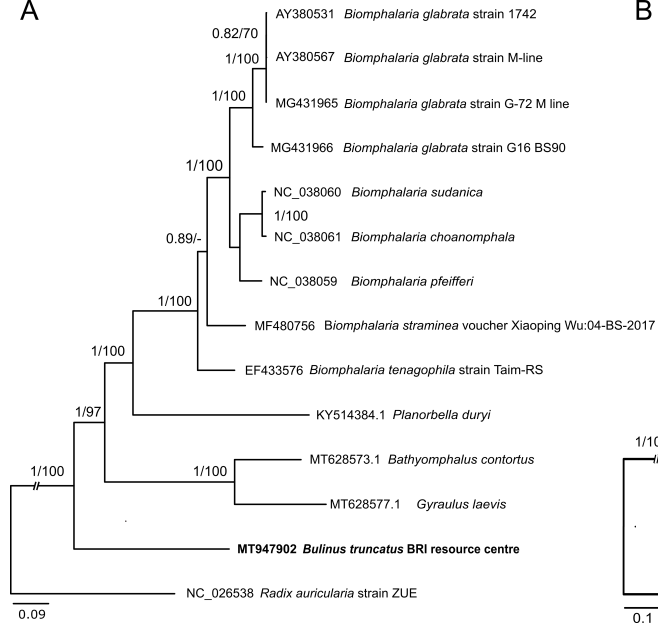 A
B
AY380531 Biomphalaria glabrata strain 1742
0.82/70
AY380567 Biomphalaria glabrata strain M-line
1/100
1/100
MG431965 Biomphalaria glabrata strain G-72 M line
MG431966 Biomphalaria glabrata strain G16 BS90
1/100
NC_038060 Biomphalaria sudanica
1/100
NC_038061 Biomphalaria choanomphala
0.89/-
NC_038059 Biomphalaria pfeifferi
1/100
MF480756 Biomphalaria straminea voucher Xiaoping Wu:04-BS-2017
1/100
EF433576 Biomphalaria tenagophila strain Taim-RS
1/97
KY514384.1 Planorbella duryi
1/10
MT628573.1 Bathyomphalus contortus
1/100
1/100
MT628577.1 Gyraulus laevis
MT947902 Bulinus truncatus BRI resource centre
NC_026538 Radix auricularia strain ZUE
0.09
0.1